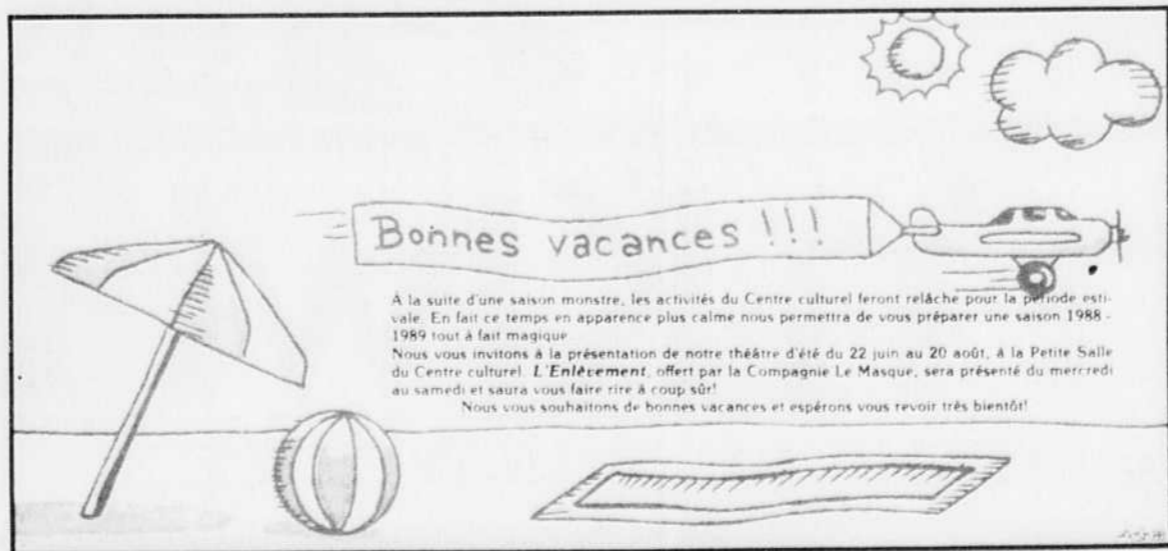 Bonnes vacances !!!
À la suite d'une saison monstre, les activités du Centre culturel feront relâche pour la période esti-
vale. En fait ce temps en apparence plus calme nous permettra de vous préparer une saison 1988 -
1989 tout à fait magique
Nous vous invitons à la présentation de notre théâtre d'été du 22 juin au 20 août, à la Petite Salle
du Centre culturel. L'Enlèvement, offert par la Compagnie Le Masque, sera présenté du mercredi
au samedi et saura vous faire rire à coup sûr!
Nous vous souhaitons de bonnes vacances et espérons vous revoir très bientôt!